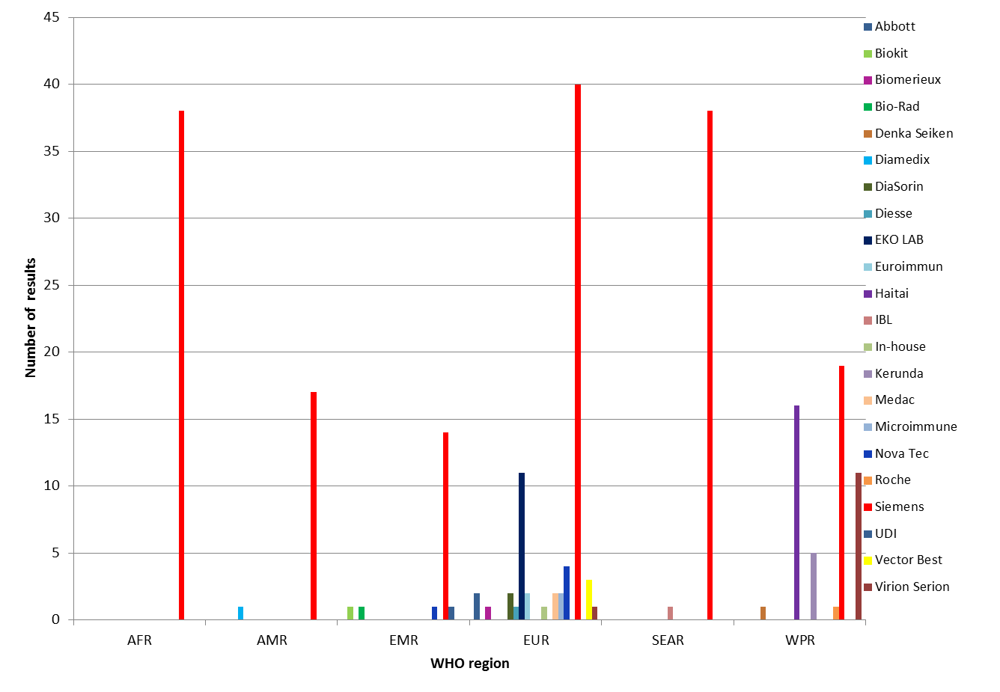 45
40
35
30
25
20
15
10
5
0
Number of results
AFR
AMR
EMR
EUR
SEAR
WPR
WHO region
Abbott
Biokit
Biomerieux
Bio-Rad
Denka Seiken
Diamedix
DiaSorin
Diesse
EKO LAB
Euroimmun
Haitai
IBL
In-house
Kerunda
Medac
Microimmune
Nova Tec
Roche
Siemens
UDI
Vector Best
Virion Serion